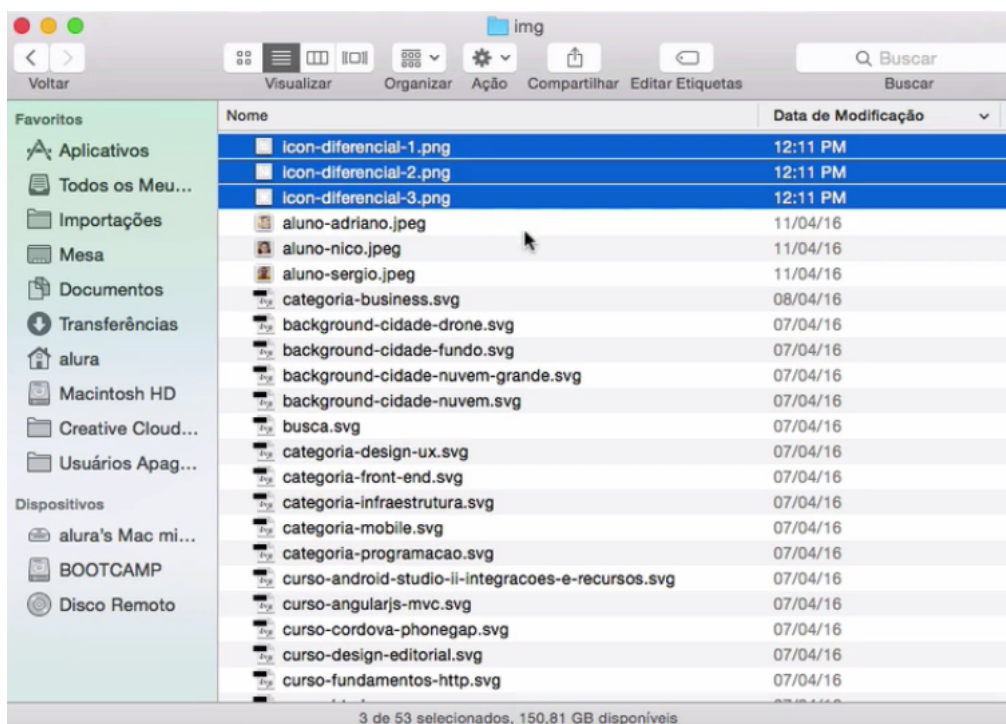 img
Voltar Visualizar Organizar Ação Compartilhar Editar Etiquetas Buscar
Buscar
Favoritos
Aplicativos
Todos os Meu...
Importações
Mesa
Documentos
Transferências
alura
Macintosh HD
Creative Cloud...
Usuários Apag...
Dispositivos
alura's Mac mi...
BOOTCAMP
Disco Remoto
Nome Data de Modificação
icon-diferencial-1.png 12:11 PM
icon-diferencial-2.png 12:11 PM
icon-diferencial-3.png 12:11 PM
aluno-adriano.jpeg 11/04/16
aluno-nico.jpeg 11/04/16
aluno-sergio.jpeg 11/04/16
categoria-business.svg 08/04/16
background-cidade-drone.svg 07/04/16
background-cidade-fundo.svg 07/04/16
background-cidade-nuvem-grande.svg 07/04/16
background-cidade-nuvem.svg 07/04/16
busca.svg 07/04/16
categoria-design-ux.svg 07/04/16
categoria-front-end.svg 07/04/16
categoria-infraestrutura.svg 07/04/16
categoria-mobile.svg 07/04/16
categoria-programacao.svg 07/04/16
curso-android-studio-ii-integracoes-e-recursos.svg 07/04/16
curso-angularjs-mvc.svg 07/04/16
curso-cordova-phonegap.svg 07/04/16
curso-design-editorial.svg 07/04/16
curso-fundamentos-http.svg 07/04/16
3 de 53 selecionados, 150,81 GB disponíveis